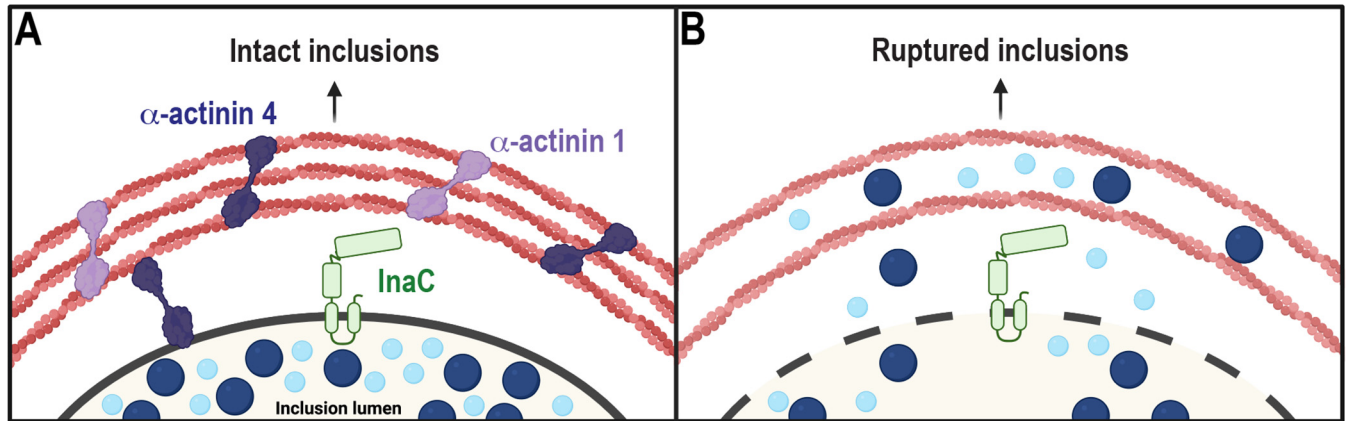 A
Intact inclusions
α-actinin 4
α-actinin 1
InaC
Inclusion lumen
B
Ruptured inclusions